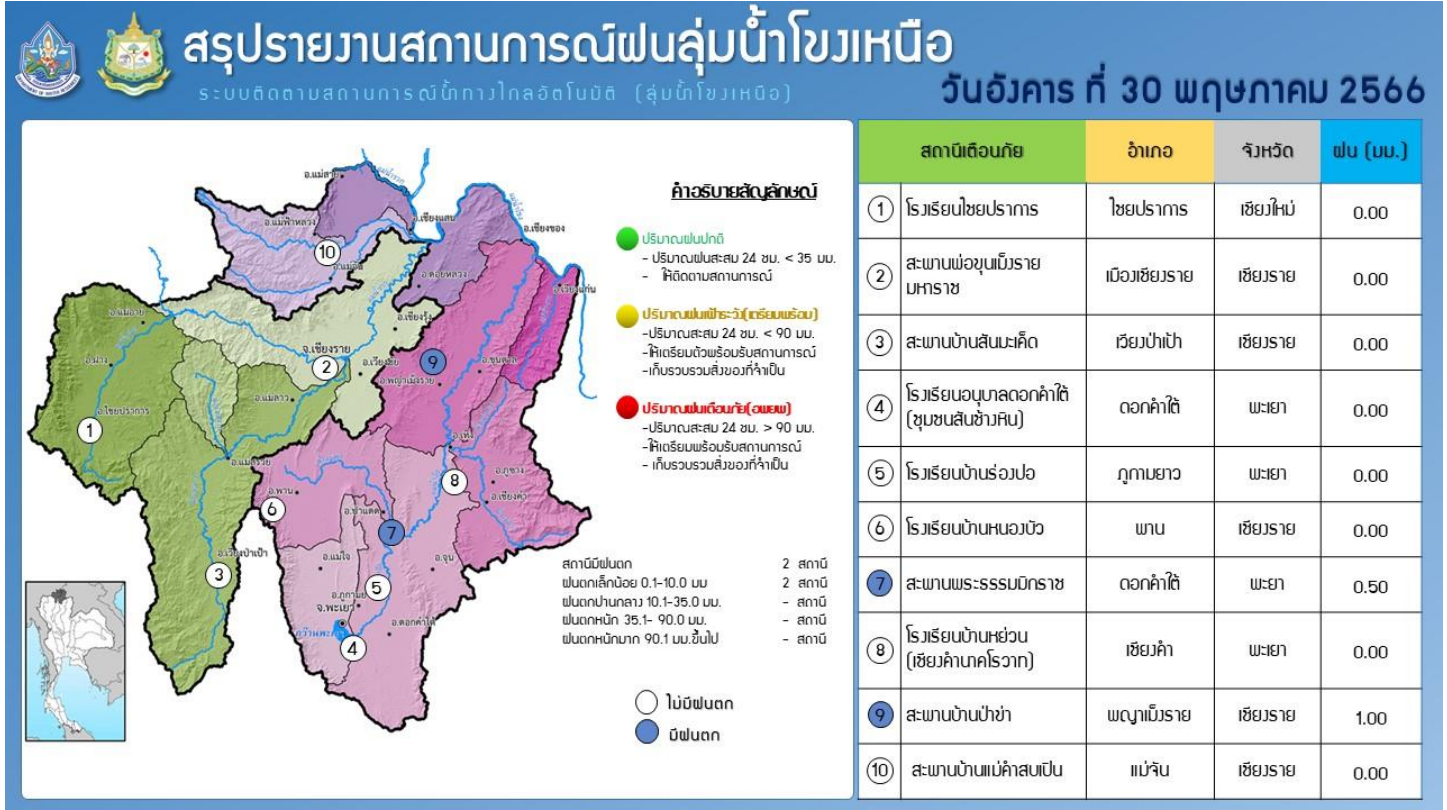 สรุปรายงานสถานการณ์ฝนลุ่มน้ำโขงเหนือ
ระบบติดตามสถานการณ์น้ำทางไกลอัตโนมัติ (ลุ่มน้ำโขงเหนือ)
วันอังคาร ที่ 30 พฤษภาคม 2566
อ.แม่สาย
แม่น้ำรวก
อ.แม่ฟ้าหลวง
อ.เชียงแสน
แม่น้ำโขง
อ.เชียงของ
10
อ.แม่จัน
อ.ดอยหลวง
อ.เวียงแก่น
อ.แม่อาย
อ.เชียงรุ้ง
อ.ฝาง
จ.เชียงราย
2
อ.เวียงชัย
9
อ.ขุนตาล
อ.พญาเม็งราย
อ.แม่ลาว
อ.ไชยปราการ
1
อ.เทิง
อ.แม่สรวย
8
อ.ภูซาง
อ.พาน
อ.เชียงคำ
6
อ.ป่าแดด
7
อ.เวียงป่าเป้า
อ.แม่ใจ
อ.จุน
3
5
จ.พะเยา
อ.ดอกคำใต้
4
คำอธิบายสัญลักษณ์
ปริมาณฝนปกติ
- ปริมาณฝนสะสม 24 ชม. < 35 มม.
- ให้ติดตามสถานการณ์
ปริมาณฝนเฝ้าระวัง(เตรียมพร้อม)
-ปริมาณสะสม 24 ชม. < 90 มม.
-ให้เตรียมตัวพร้อมรับสถานการณ์
-เก็บรวบรวมสิ่งของที่จำเป็น
ปริมาณฝนเตือนภัย(อพยพ)
-ปริมาณสะสม 24 ชม. > 90 มม.
-ให้เตรียมพร้อมรับสถานการณ์
- เก็บรวบรวมสิ่งของที่จำเป็น
สถานีมีฝนตก 2 สถานี
ฝนตกเล็กน้อย 0.1-10.0 มม 2 สถานี
ฝนตกปานกลาง 10.1-35.0 มม. - สถานี
ฝนตกหนัก 35.1- 90.0 มม. - สถานี
ฝนตกหนักมาก 90.1 มม.ขึ้นไป - สถานี
ไม่มีฝนตก
มีฝนตก
สถานีเตือนภัย อำเภอ จังหวัด ฝน (มม.)
1 โรงเรียนไชยปราการ ไชยปราการ เชียงใหม่ 0.00
2 สะพานพ่อขุนเม็งราย
มหาราช เมืองเชียงราย เชียงราย 0.00
3 สะพานบ้านสันมะเค็ด เวียงป่าเป้า เชียงราย 0.00
4 โรงเรียนอนุบาลดอกคำใต้
(ชุมชนสันช้างหิน) ดอกคำใต้ พะเยา 0.00
5 โรงเรียนบ้านร่องปอ ภูกามยาว พะเยา 0.00
6 โรงเรียนบ้านหนองบัว พาน เชียงราย 0.00
7 สะพานพระธรรมมิกราช ดอกคำใต้ พะยา 0.50
8 โรงเรียนบ้านหย่วน
(เชียงคำนาคโรวาท) เชียงคำ พะเยา 0.00
9 สะพานบ้านป่าข่า พญาเม็งราย เชียงราย 1.00
10 สะพานบ้านแม่คำสบเปิน แม่จัน เชียงราย 0.00